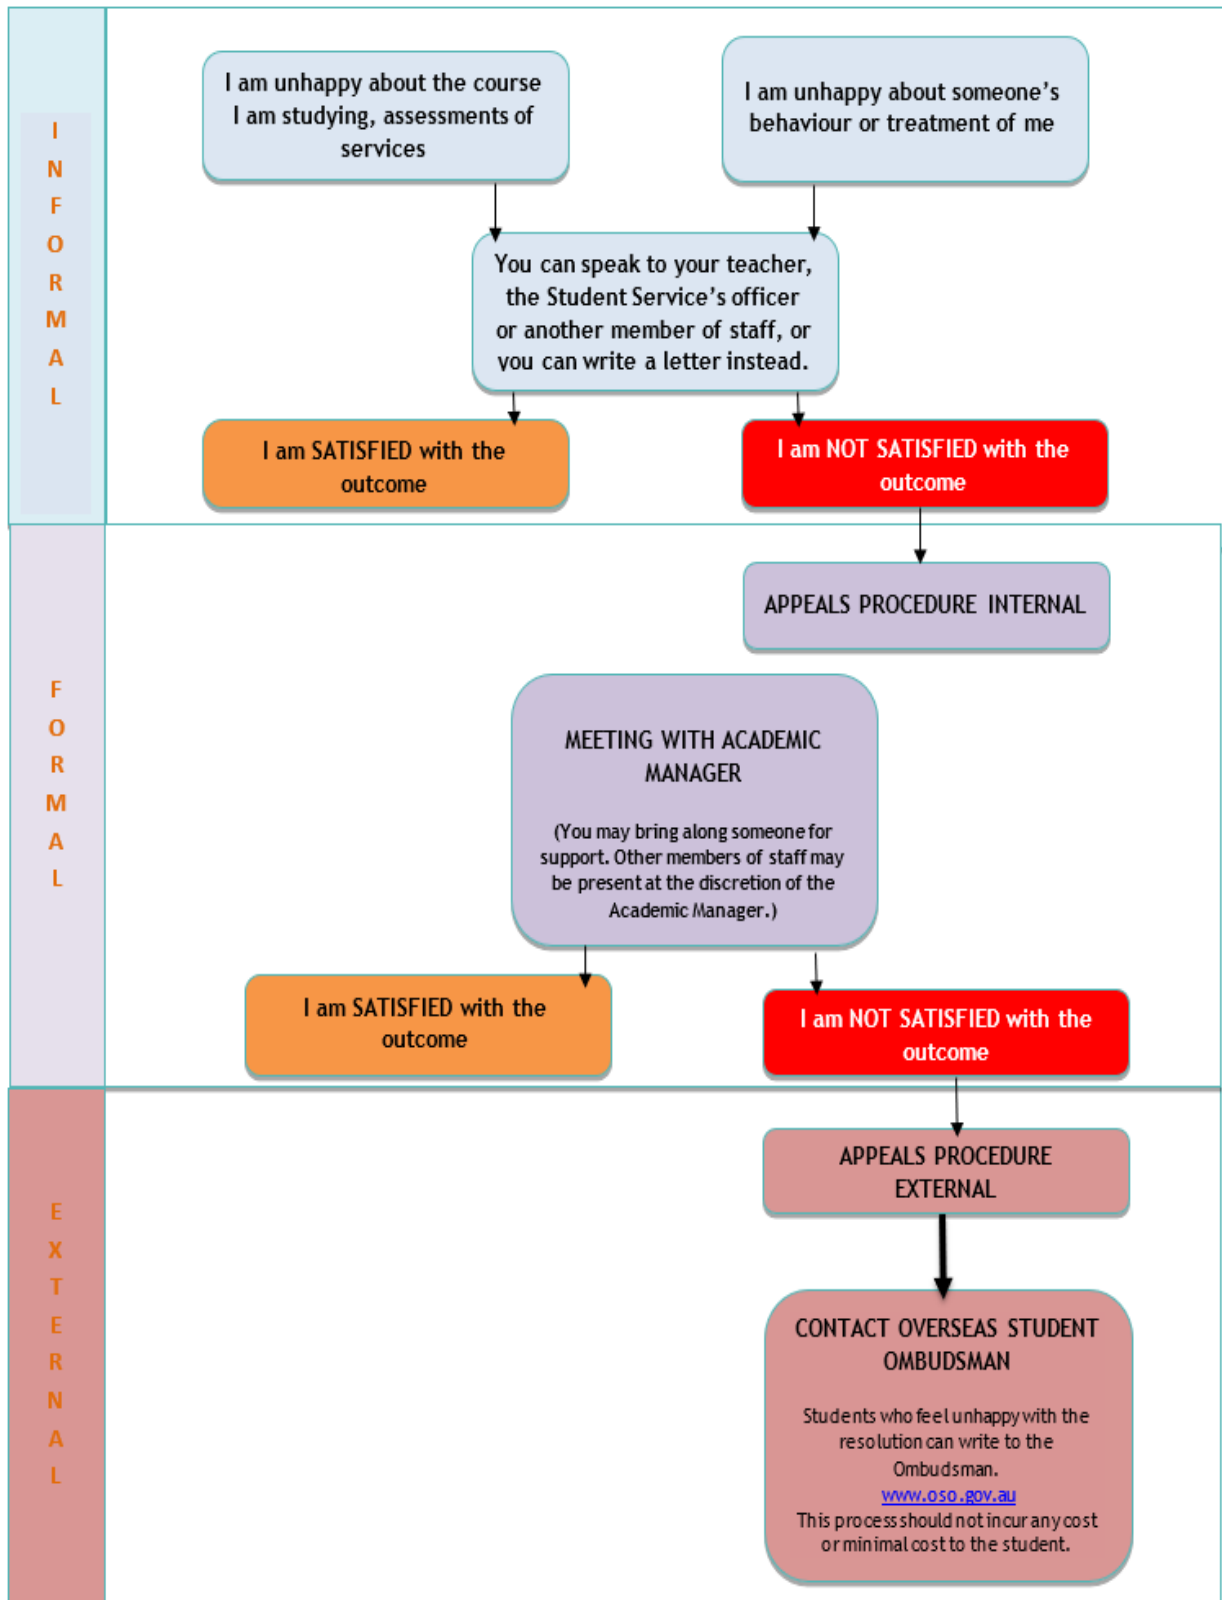 INFORMAL
I am unhappy about the course
I am studying, assessments of
services
I am unhappy about someone's
behaviour or treatment of me
You can speak to your teacher,
the Student Service's officer
or another member of staff, or
you can write a letter instead.
I am SATISFIED with the
outcome
I am NOT SATISFIED with the
outcome
FORMAL
APPEALS PROCEDURE INTERNAL
MEETING WITH ACADEMIC
MANAGER
(You may bring along someone for
support. Other members of staff may
be present at the discretion of the
Academic Manager.)
I am SATISFIED with the
outcome
I am NOT SATISFIED with the
outcome
EXTERNAL
APPEALS PROCEDURE
EXTERNAL
CONTACT OVERSEAS STUDENT
OMBUDSMAN
Students who feel unhappy with the
resolution can write to the
Ombudsman.
www.oso.gov.au
This process should not incur any cost
or minimal cost to the student.